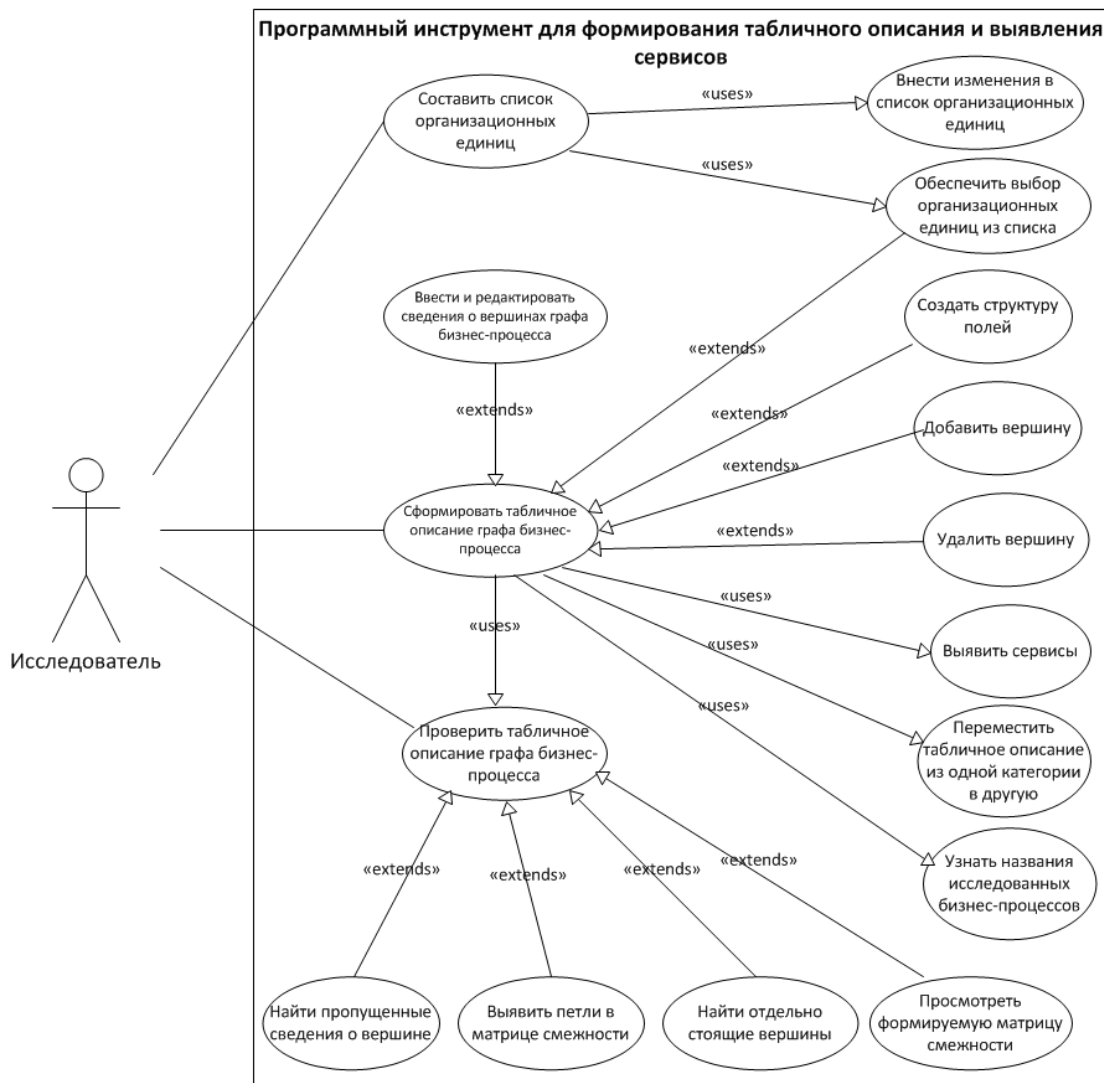 Программный инструмент для формирования табличного описания и выявления
сервисов
Составить список
организационных
единиц
«uses»
Внести изменения в
список организационных
единиц
«uses»
Обеспечить выбор
организационных
единиц из списка
Ввести и редактировать
сведения о вершинах графа
бизнес-процесса
Создать структуру
полей
«extends»
«extends»
«extends»
Добавить вершину
«extends»
Сформировать табличное
описание графа бизнес-
процесса
«extends»
Удалить вершину
Исследователь
«uses»
«uses»
Выявить сервисы
«uses»
«uses»
Проверить табличное
описание графа бизнес-
процесса
Переместить
табличное описание
из одной категории
в другую
«extends»
«extends»
«extends»
«extends»
Узнать названия
исследованных
бизнес-процессов
Найти пропущенные
сведения о вершине
Выявить петли в
матрице смежности
Найти отдельно
стоящие вершины
Просмотреть
формируемую матрицу
смежности